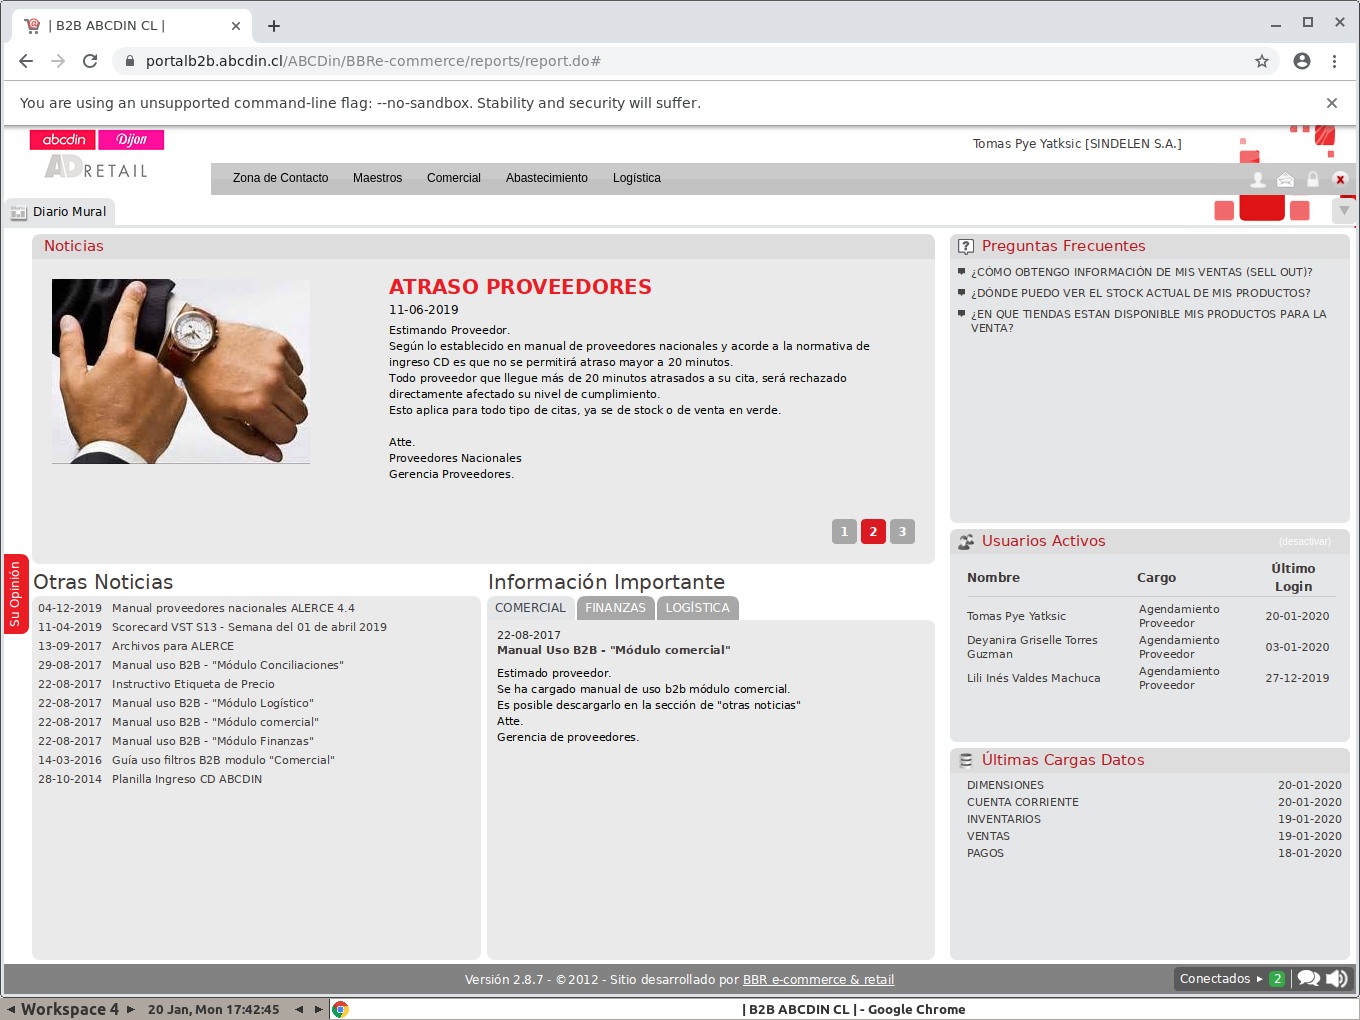 | B2B ABCDIN CL |
portalb2b.abcdin.cl/ABCDin/BBRe-commerce/reports/report.do#
You are using an unsupported command-line flag: --no-sandbox. Stability and security will suffer.
abcdin Dijon
AD RETAIL
Tomas Pye Yatksic [SINDELEN S.A.]
Zona de Contacto Maestros Comercial Abastecimiento Logística
Diario Mural
Noticias
ATRASO PROVEEDORES
11-06-2019
Estimando Proveedor.
Según lo establecido en manual de proveedores nacionales y acorde a la normativa de
ingreso CD es que no se permitirá atraso mayor a 20 minutos.
Todo proveedor que llegue más de 20 minutos atrasados a su cita, será rechazado
directamente afectado su nivel de cumplimiento.
Esto aplica para todo tipo de citas, ya se de stock o de venta en verde.
Atte.
Proveedores Nacionales
Gerencia Proveedores.
1 2 3
Preguntas Frecuentes
¿CÓMO OBTENGO INFORMACIÓN DE MIS VENTAS (SELL OUT)?
¿DÓNDE PUEDO VER EL STOCK ACTUAL DE MIS PRODUCTOS?
¿EN QUE TIENDAS ESTAN DISPONIBLE MIS PRODUCTOS PARA LA
VENTA?
Su Opinión
Otras Noticias
04-12-2019 Manual proveedores nacionales ALERCE 4.4
11-04-2019 Scorecard VST S13 - Semana del 01 de abril 2019
13-09-2017 Archivos para ALERCE
29-08-2017 Manual uso B2B - "Módulo Conciliaciones"
22-08-2017 Instructivo Etiqueta de Precio
22-08-2017 Manual uso B2B - "Módulo Logístico"
22-08-2017 Manual uso B2B - "Módulo comercial"
22-08-2017 Manual uso B2B - "Módulo Finanzas"
14-03-2016 Guía uso filtros B2B modulo "Comercial"
28-10-2014 Planilla Ingreso CD ABCDIN
Información Importante
COMERCIAL FINANZAS LOGÍSTICA
22-08-2017
Manual Uso B2B - "Módulo comercial"
Estimado proveedor.
Se ha cargado manual de uso b2b módulo comercial.
Es posible descargarlo en la sección de "otras noticias"
Atte.
Gerencia de proveedores.
Usuarios Activos (desactivar)
Nombre Cargo Último
Login
Tomas Pye Yatksic Agendamiento
Proveedor 20-01-2020
Deyanira Griselle Torres
Guzman Agendamiento
Proveedor 03-01-2020
Lili Inés Valdes Machuca Agendamiento
Proveedor 27-12-2019
Últimas Cargas Datos
DIMENSIONES 20-01-2020
CUENTA CORRIENTE 20-01-2020
INVENTARIOS 19-01-2020
VENTAS 19-01-2020
PAGOS 18-01-2020
Versión 2.8.7 - © 2012 - Sitio desarrollado por BBR e-commerce & retail
Conectados 2
Workspace 4 20 Jan, Mon 17:42:45 | B2B ABCDIN CL | - Google Chrome